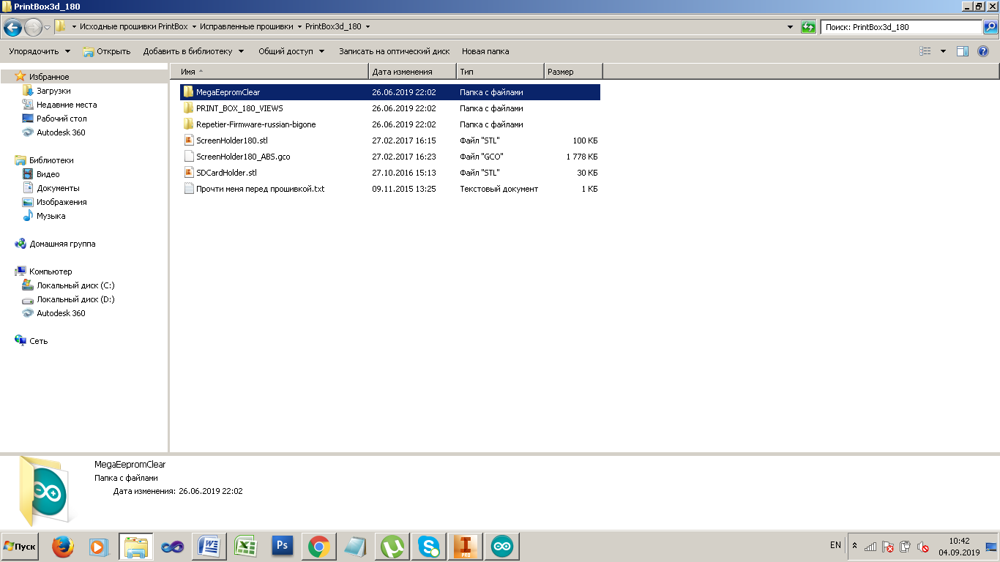 PrintBox3d_180
Исходные прошивки PrintBox Исправленные прошивки PrintBox3d_180
Поиск: PrintBox3d_180
Упорядочить Открыть Добавить в библиотеку Общий доступ Записать на оптический диск Новая папка
Избранное
Загрузки
Недавние места
Рабочий стол
Autodesk 360
Библиотеки
Видео
Документы
Изображения
Музыка
Домашняя группа
Компьютер
Локальный диск (C:)
Локальный диск (D:)
Autodesk 360
Сеть
Имя Дата изменения Тип Размер
MegaEepromClear 26.06.2019 22:02 Папка с файлами
PRINT_BOX_180_VIEWS 26.06.2019 22:02 Папка с файлами
Repetier-Firmware-russian-bigone 26.06.2019 22:02 Папка с файлами
ScreenHolder180.stl 27.02.2017 16:15 Файл "STL" 100 КБ
ScreenHolder180_ABS.gco 27.02.2017 16:23 Файл "GCO" 1 778 КБ
SDCardHolder.stl 27.10.2016 15:13 Файл "STL" 30 КБ
Прочти меня перед прошивкой.txt 09.11.2015 13:25 Текстовый документ 1 КБ
MegaEepromClear
Папка с файлами
Дата изменения: 26.06.2019 22:02
Пуск
Ps
PRO
EN
10:42
04.09.2019